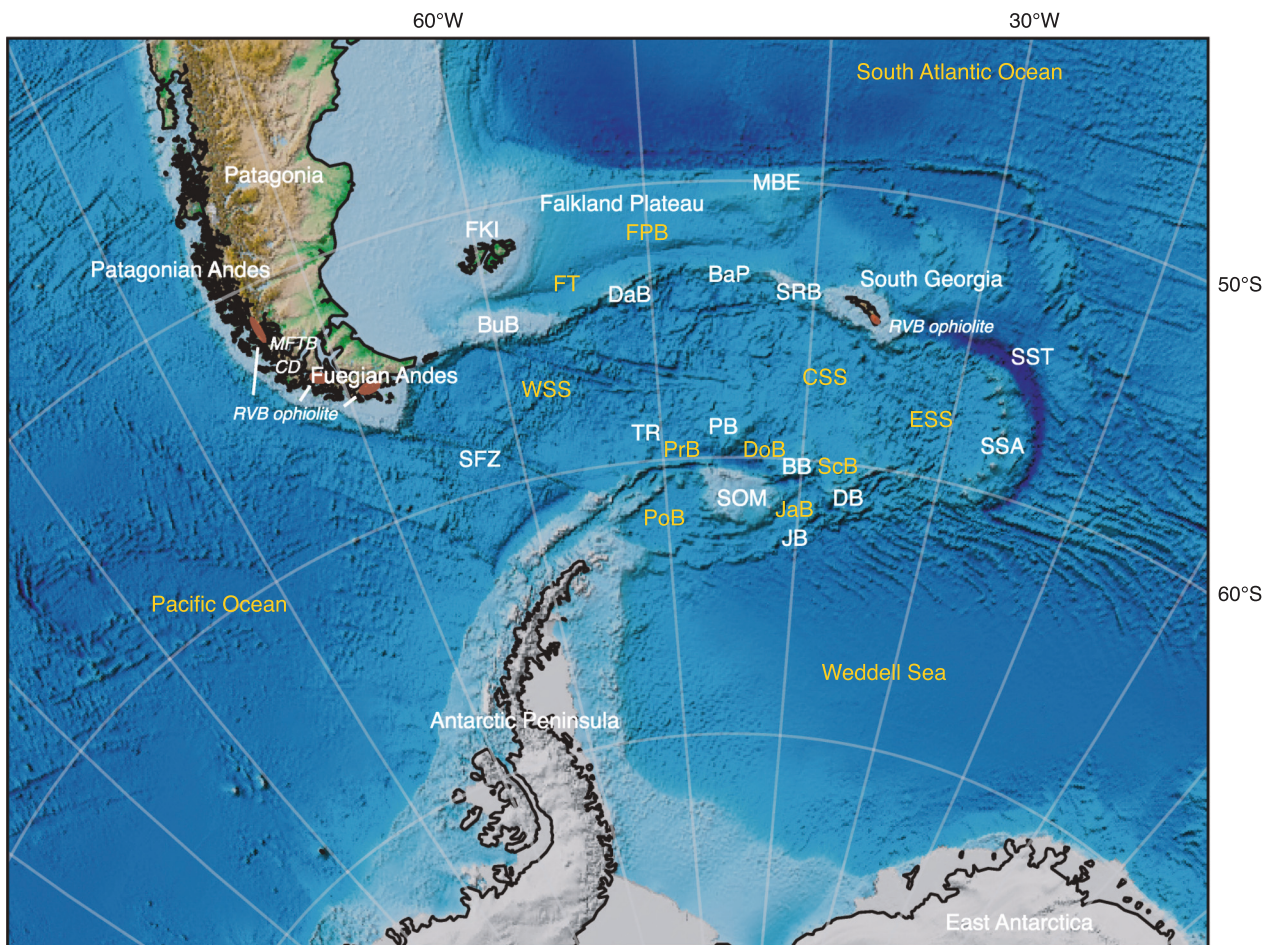 60°W
30°W
South Atlantic Ocean
Patagonia
MBE
Falkland Plateau
FKI
FPB
Patagonian Andes
BaP
South Georgia
50°S
FT
DaB
SRB
BuB
RVB ophiolite
MFTB
SST
CD
Fuegian Andes
CSS
WSS
RVB ophiolite
ESS
TR
PB
SSA
PrB
DoB
SFZ
BB
ScB
SOM
DB
PoB
JaB
JB
60°S
Pacific Ocean
Weddell Sea
Antarctic Peninsula
East Antarctica